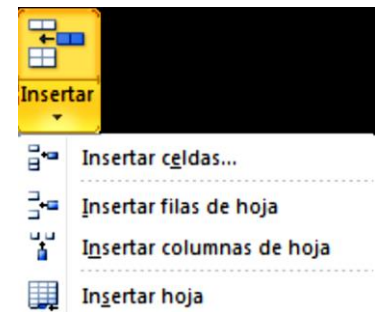 Insertar
Insertar celdas...
Insertar filas de hoja
Insertar columnas de hoja
Insertar hoja